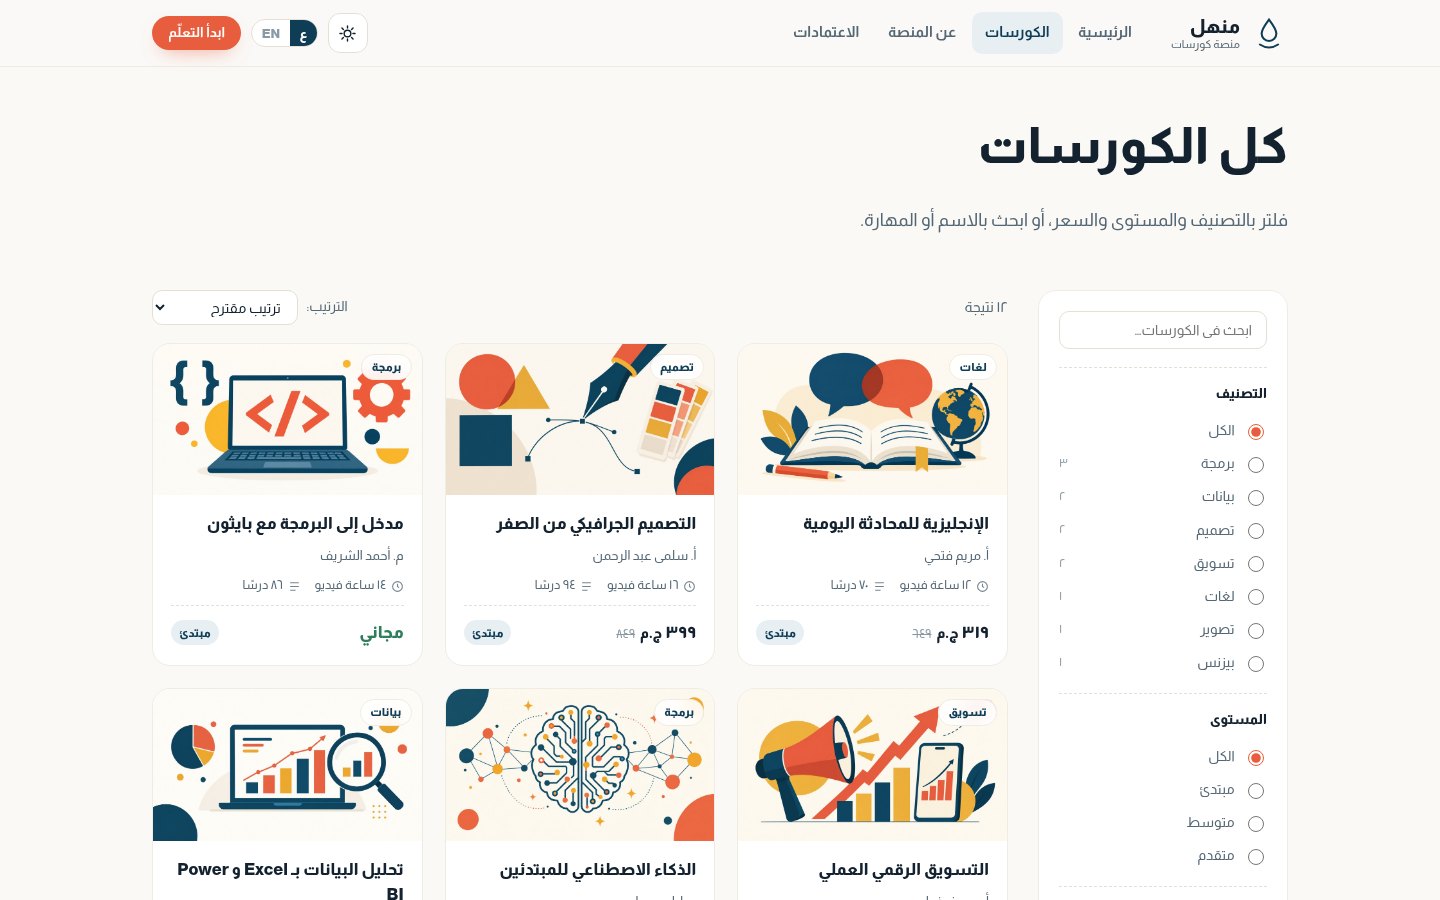 منهل
منصة كورسات
الرئيسية
الكورسات
عن المنصة
الاعتمادات
ع
EN
ابدأ التعلّم
كل الكورسات
فلتر بالتصنيف والمستوى والسعر، أو ابحث بالاسم أو المهارة.
ابحث في الكورسات...
التصنيف
الكل
برمجة ٣
بيانات ٢
تصميم ٢
تسويق ٢
لغات ١
تصوير ١
بيزنس ١
المستوى
الكل
مبتدئ
متوسط
متقدم
١٢ نتيجة
الترتيب:
ترتيب مقترح
لغات
الإنجليزية للمحادثة اليومية
أ. مريم فتحي
١٢ ساعة فيديو ٧٠ درسًا
٣١٩ ج.م ٦٤٩
مبتدئ
تصميم
التصميم الجرافيكي من الصفر
أ. سلمى عبد الرحمن
١٦ ساعة فيديو ٩٤ درسًا
٣٩٩ ج.م ٨٤٩
مبتدئ
برمجة
{ }
</>
مدخل إلى البرمجة مع بايثون
م. أحمد الشريف
١٤ ساعة فيديو ٨٦ درسًا
مجاني
مبتدئ
تسويق
التسويق الرقمي العملي
برمجة
الذكاء الاصطناعي للمبتدئين
بيانات
تحليل البيانات بـ Excel و Power
BI